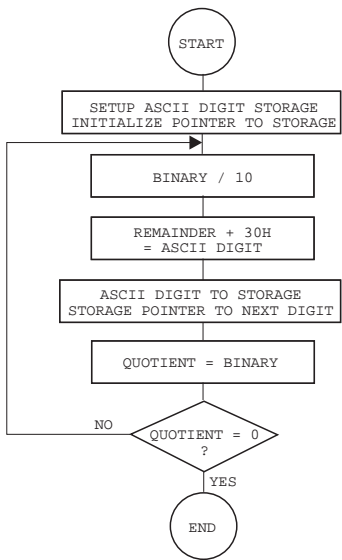 START
SETUP ASCII DIGIT STORAGE
INITIALIZE POINTER TO STORAGE
BINARY / 10
REMAINDER + 30H
= ASCII DIGIT
ASCII DIGIT TO STORAGE
STORAGE POINTER TO NEXT DIGIT
QUOTIENT = BINARY
NO
QUOTIENT = 0
?
YES
END